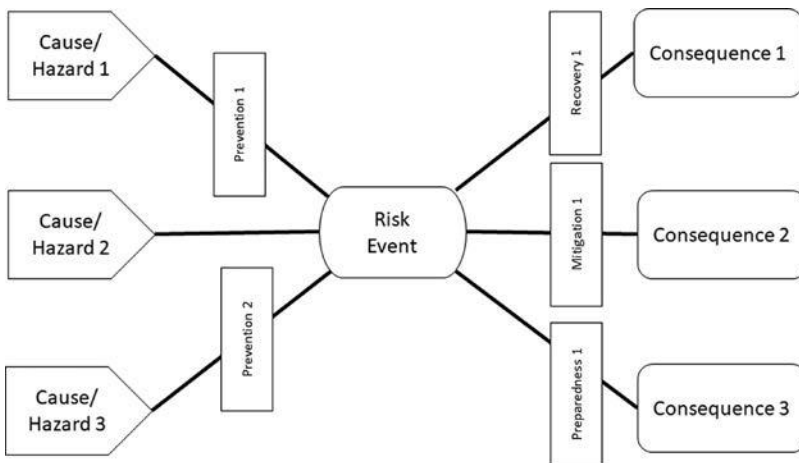 Cause/
Hazard 1
Prevention 1
Recovery 1
Consequence 1
Cause/
Hazard 2
Risk
Event
Mitigation 1
Consequence 2
Cause/
Hazard 3
Prevention 2
Preparedness 1
Consequence 3